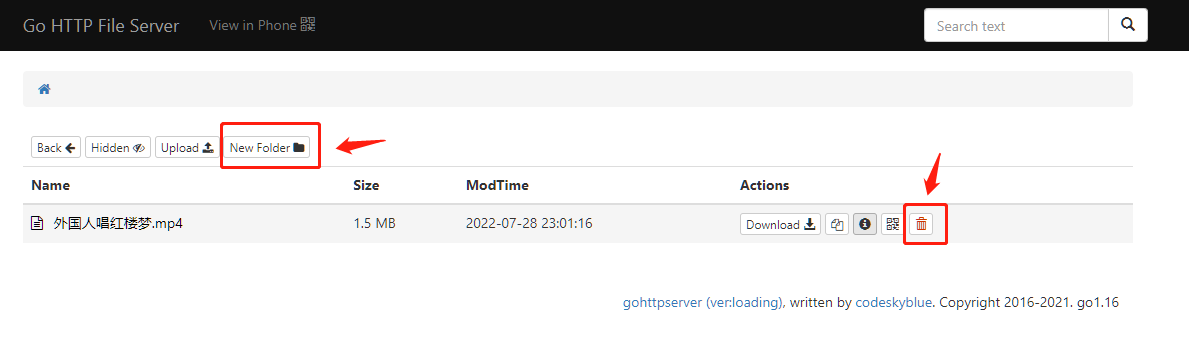 Go HTTP File Server View in Phone Search text
Back Hidden Upload New Folder
Name Size ModTime Actions
外国人唱红楼梦.mp4 1.5 MB 2022-07-28 23:01:16 Download
gohttpserver (ver:loading), written by codeskyblue. Copyright 2016-2021. go1.16